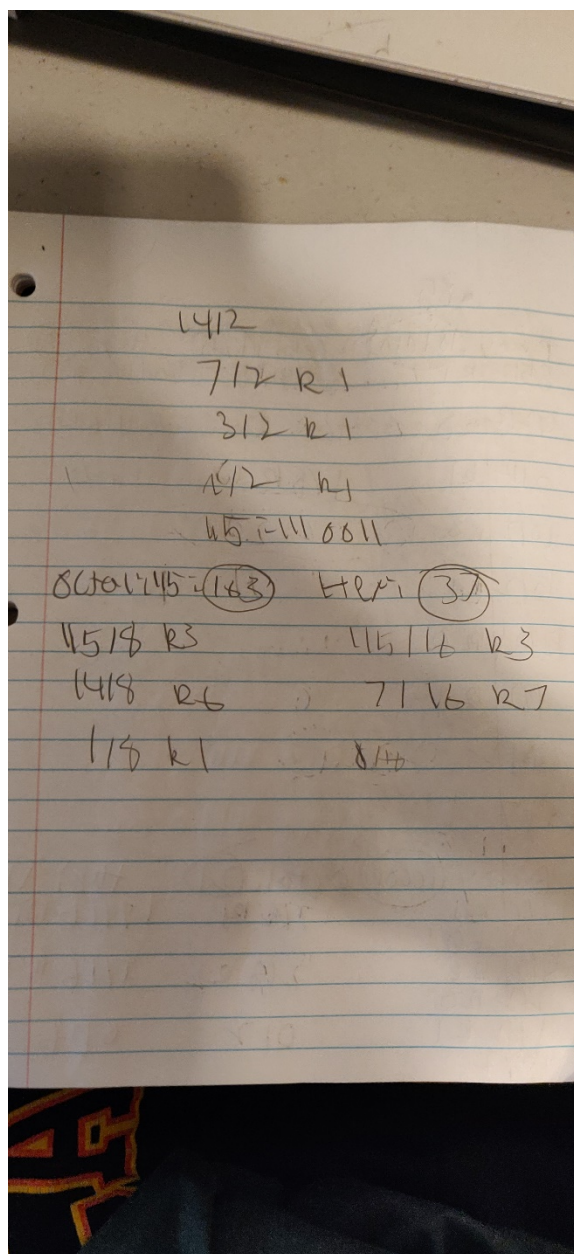 14/2
7/2 R1
3/2 R1
1/2 R1
115 = 1110011
Octal: 115 = 163 Hex: 37
115/8 R3 115/16 R3
14/8 R6 7/16 R7
1/8 R1